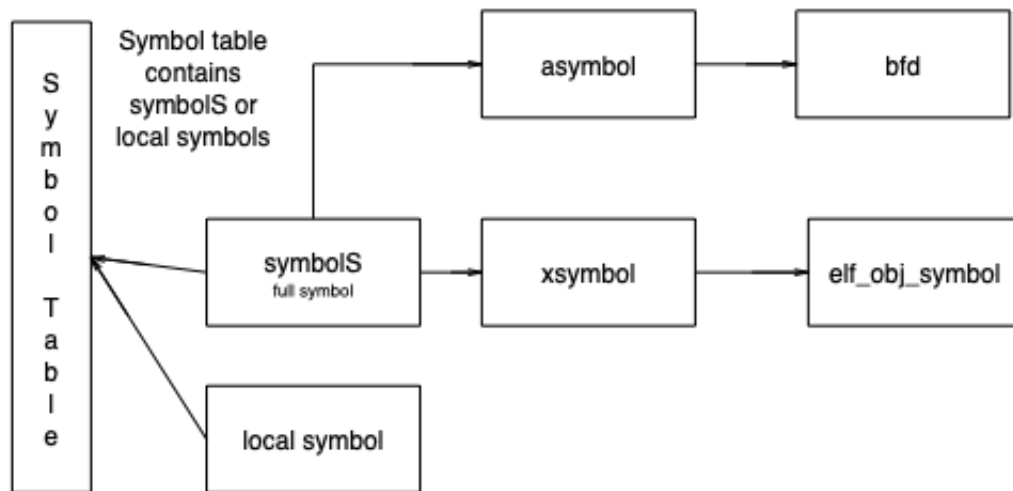 Symbol Table
Symbol table
contains
symbolS or
local symbols
asymbol
bfd
symbolS
full symbol
xsymbol
elf_obj_symbol
local symbol